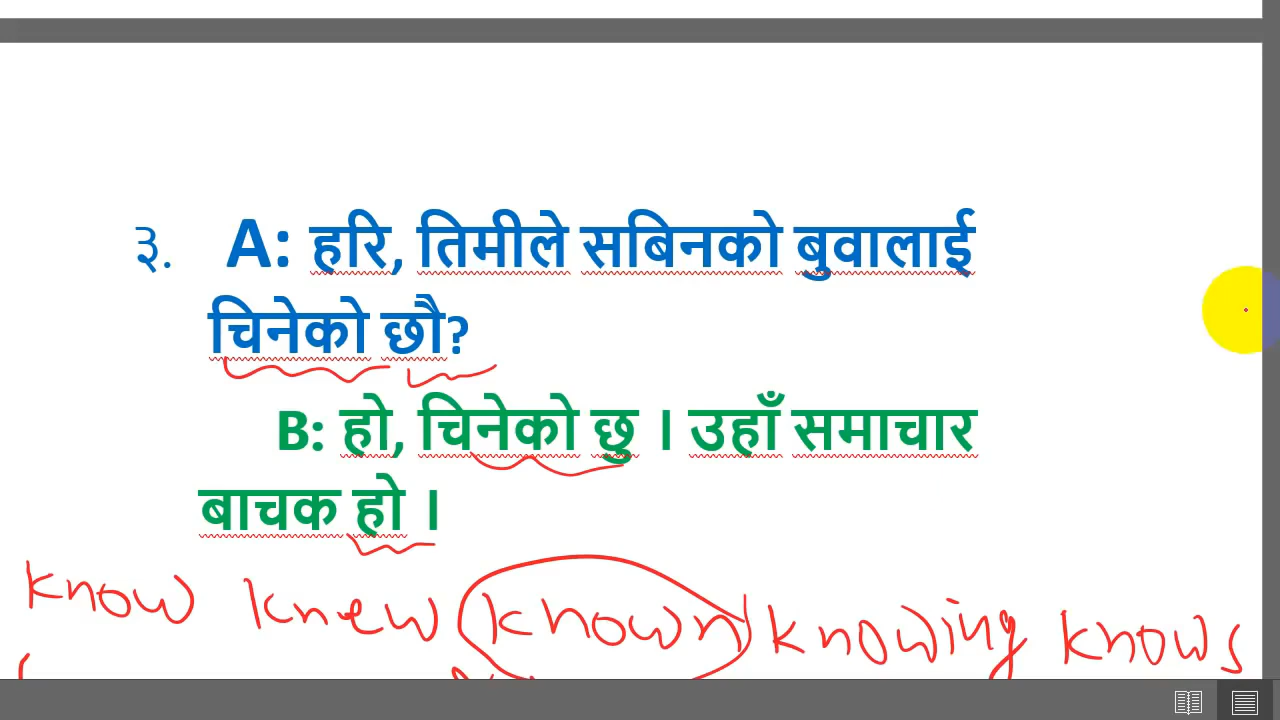 ३. A: हरि, तिमीले सबिनको बुवालाई
चिनेको छौ?
B: हो, चिनेको छु । उहाँ समाचार
बाचक हो ।
know knew known knowing knows